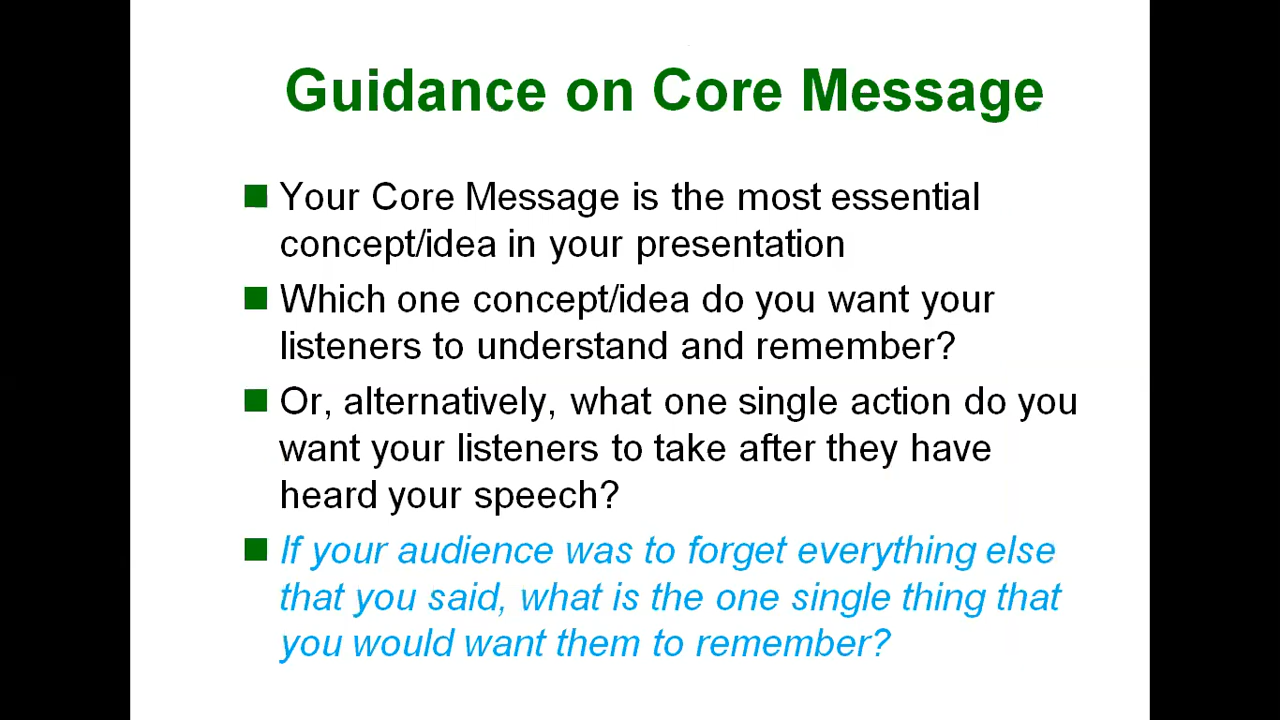 Guidance on Core Message
Your Core Message is the most essential
concept/idea in your presentation
Which one concept/idea do you want your
listeners to understand and remember?
Or, alternatively, what one single action do you
want your listeners to take after they have
heard your speech?
If your audience was to forget everything else
that you said, what is the one single thing that
you would want them to remember?